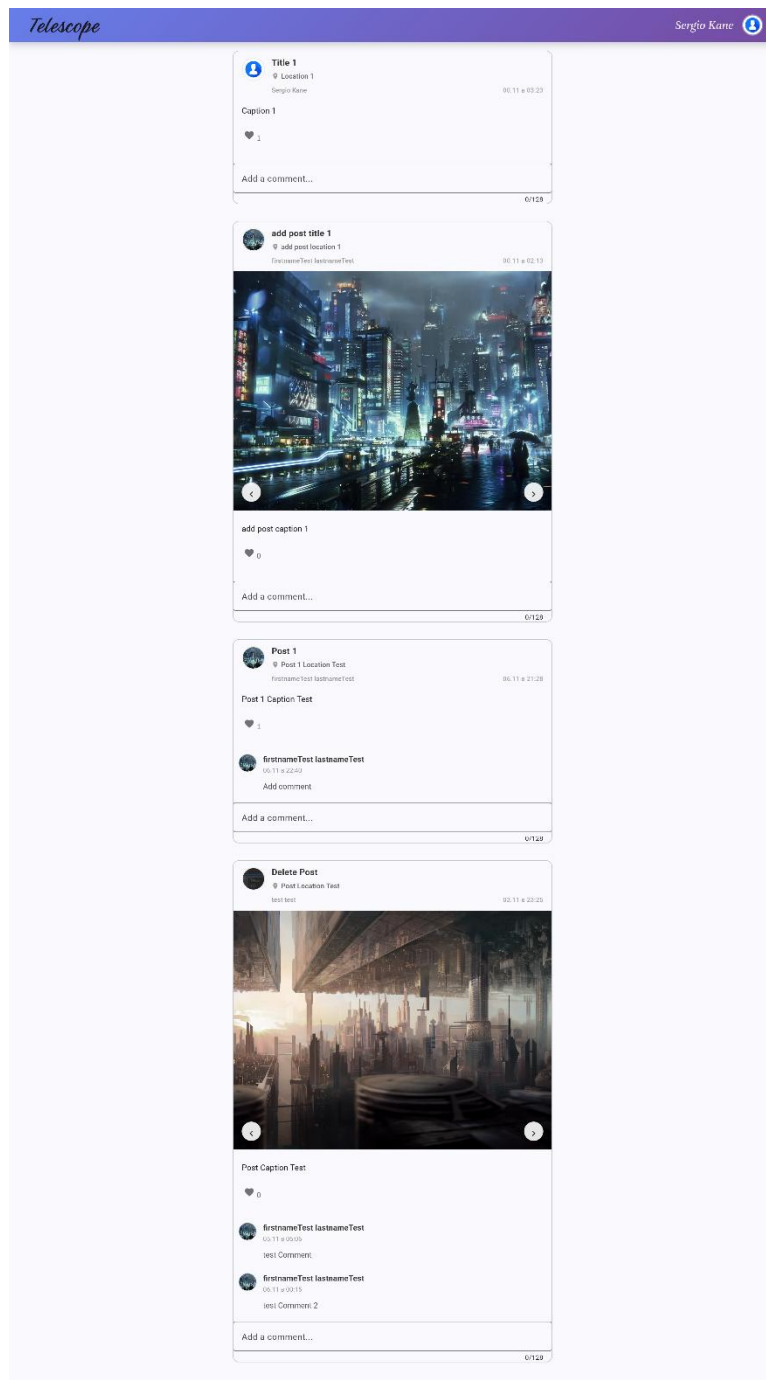 Telescope
Sergio Kane
Title 1
Location 1
Sergio Kane 06.11 в 03:23
Caption 1
1
Add a comment...
0/128
add post title 1
add post location 1
firstnameTest lastnameTest 06.11 в 02:13
add post caption 1
0
Add a comment...
0/128
Post 1
Post 1 Location Test
firstnameTest lastnameTest 06.11 в 21:28
Post 1 Caption Test
1
firstnameTest lastnameTest
06.11 в 22:40
Add comment
Add a comment...
0/128
Delete Post
Post Location Test
test test 02.11 в 23:25
Post Caption Test
0
firstnameTest lastnameTest
test Comment
firstnameTest lastnameTest
06.11 в 00:15
test Comment 2
Add a comment...
0/128